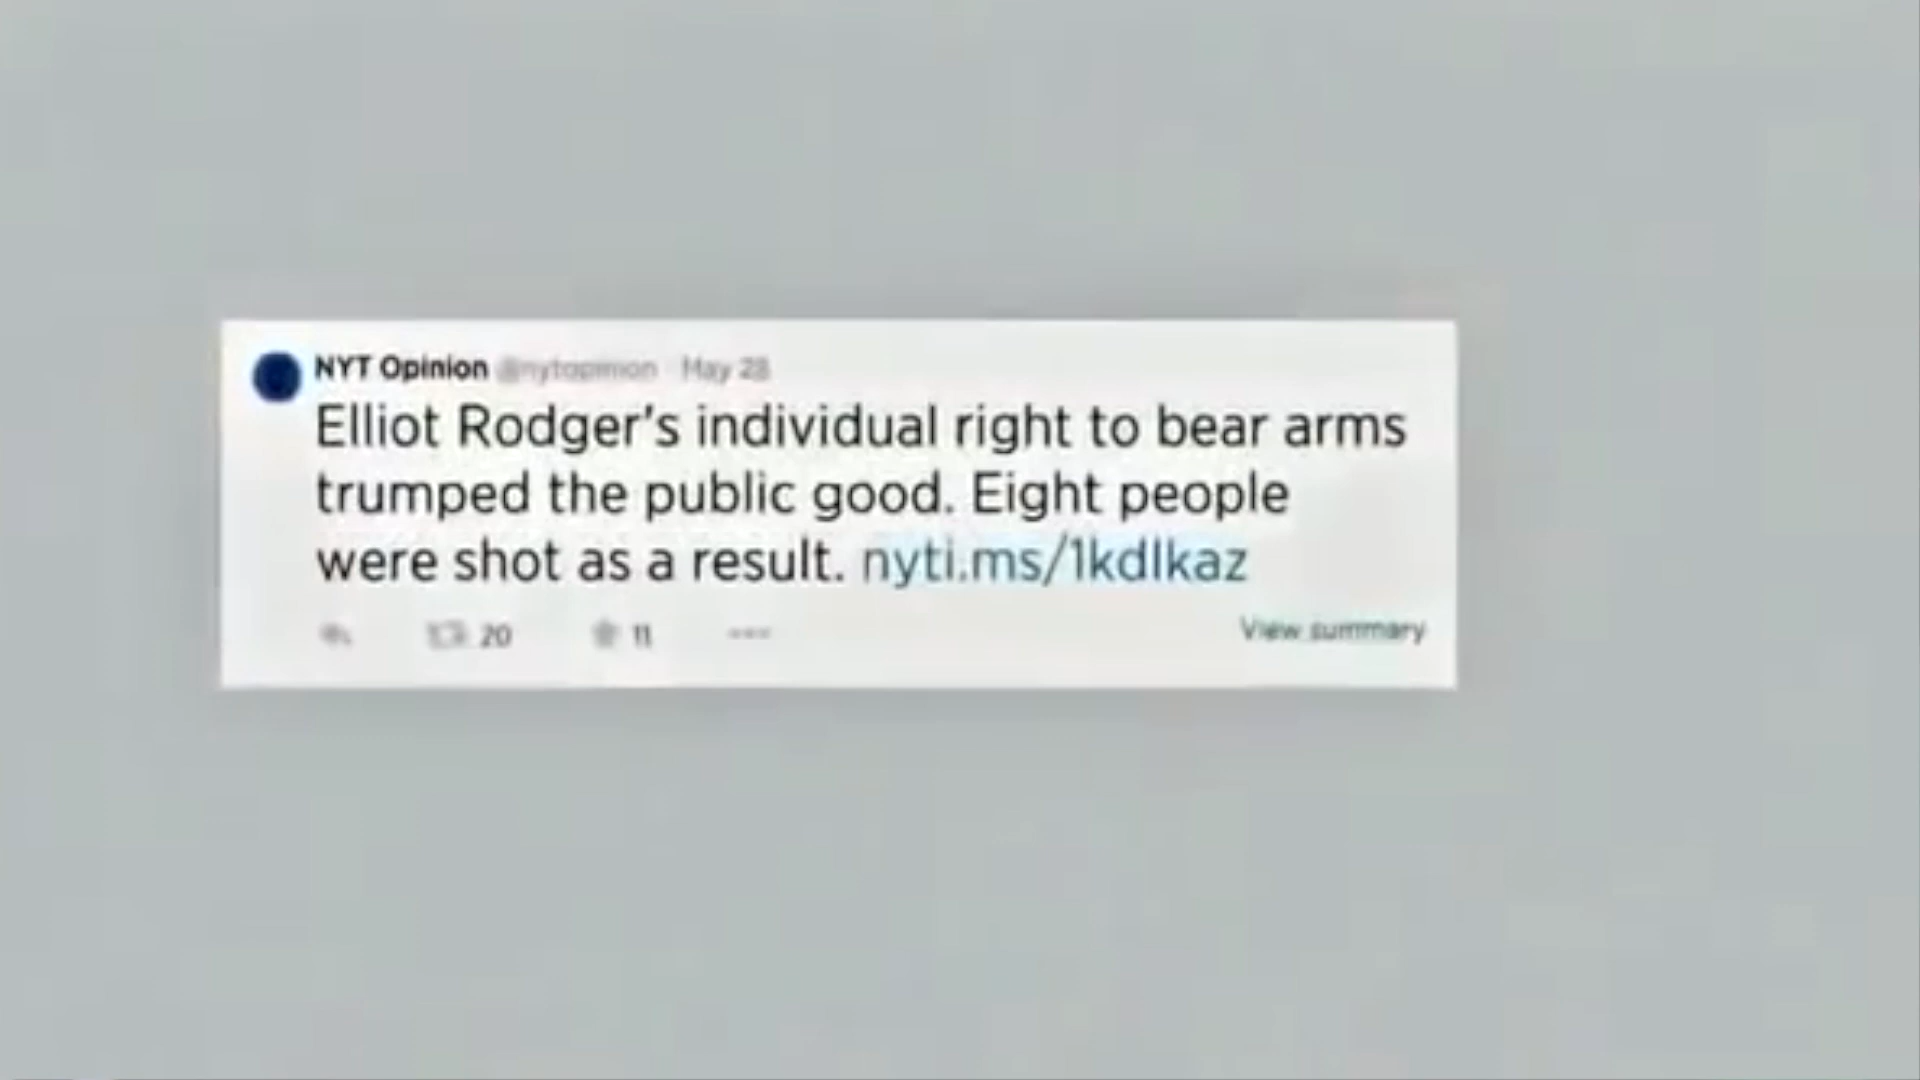 NYT Opinion @nytopinion · May 28
Elliot Rodger's individual right to bear arms
trumped the public good. Eight people
were shot as a result. nyti.ms/1kdlkaz
20 11
View summary